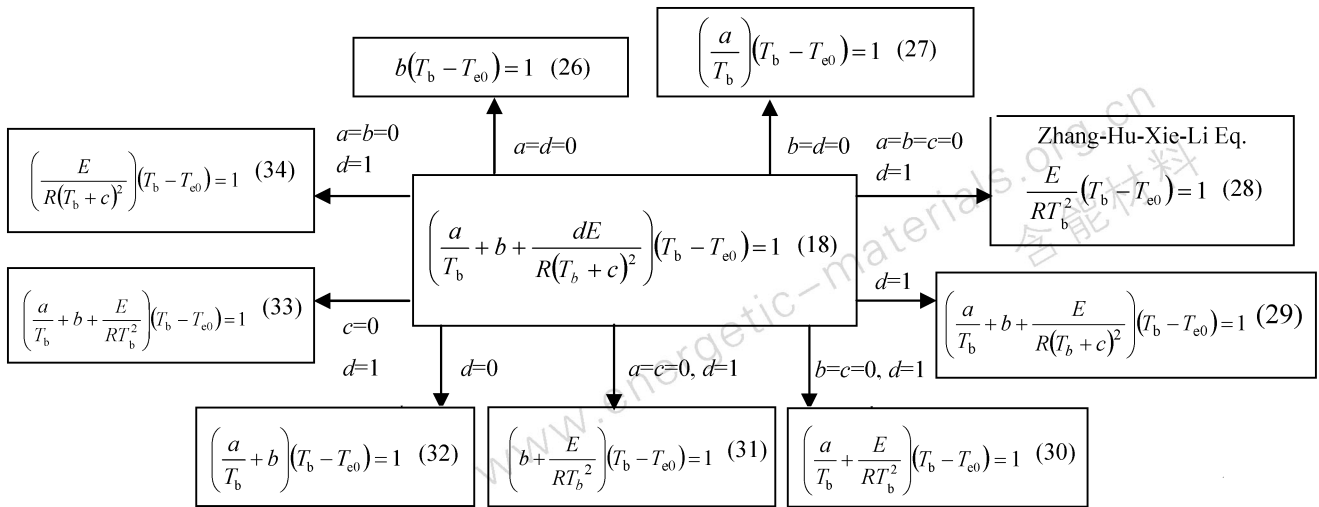 b(T_b − T_e0)=1 (26)
(a/T_b)(T_b − T_e0)=1 (27)
a=b=0
d=1
a=d=0
b=d=0
a=b=c=0
d=1
Zhang-Hu-Xie-Li Eq.
E/(RT_b^2)(T_b − T_e0)=1 (28)
(E/(R(T_b+c)^2))(T_b − T_e0)=1 (34)
(a/T_b + b + dE/(R(T_b+c)^2))(T_b − T_e0)=1 (18)
(a/T_b + b + E/(RT_b^2))(T_b − T_e0)=1 (33)
c=0
d=1
d=1
(a/T_b + b + E/(R(T_b+c)^2))(T_b − T_e0)=1 (29)
d=0
a=c=0, d=1
b=c=0, d=1
(a/T_b + b)(T_b − T_e0)=1 (32)
(b + E/(RT_b^2))(T_b − T_e0)=1 (31)
(a/T_b + E/(RT_b^2))(T_b − T_e0)=1 (30)
www.energetic-materials.org.cn
含能材料